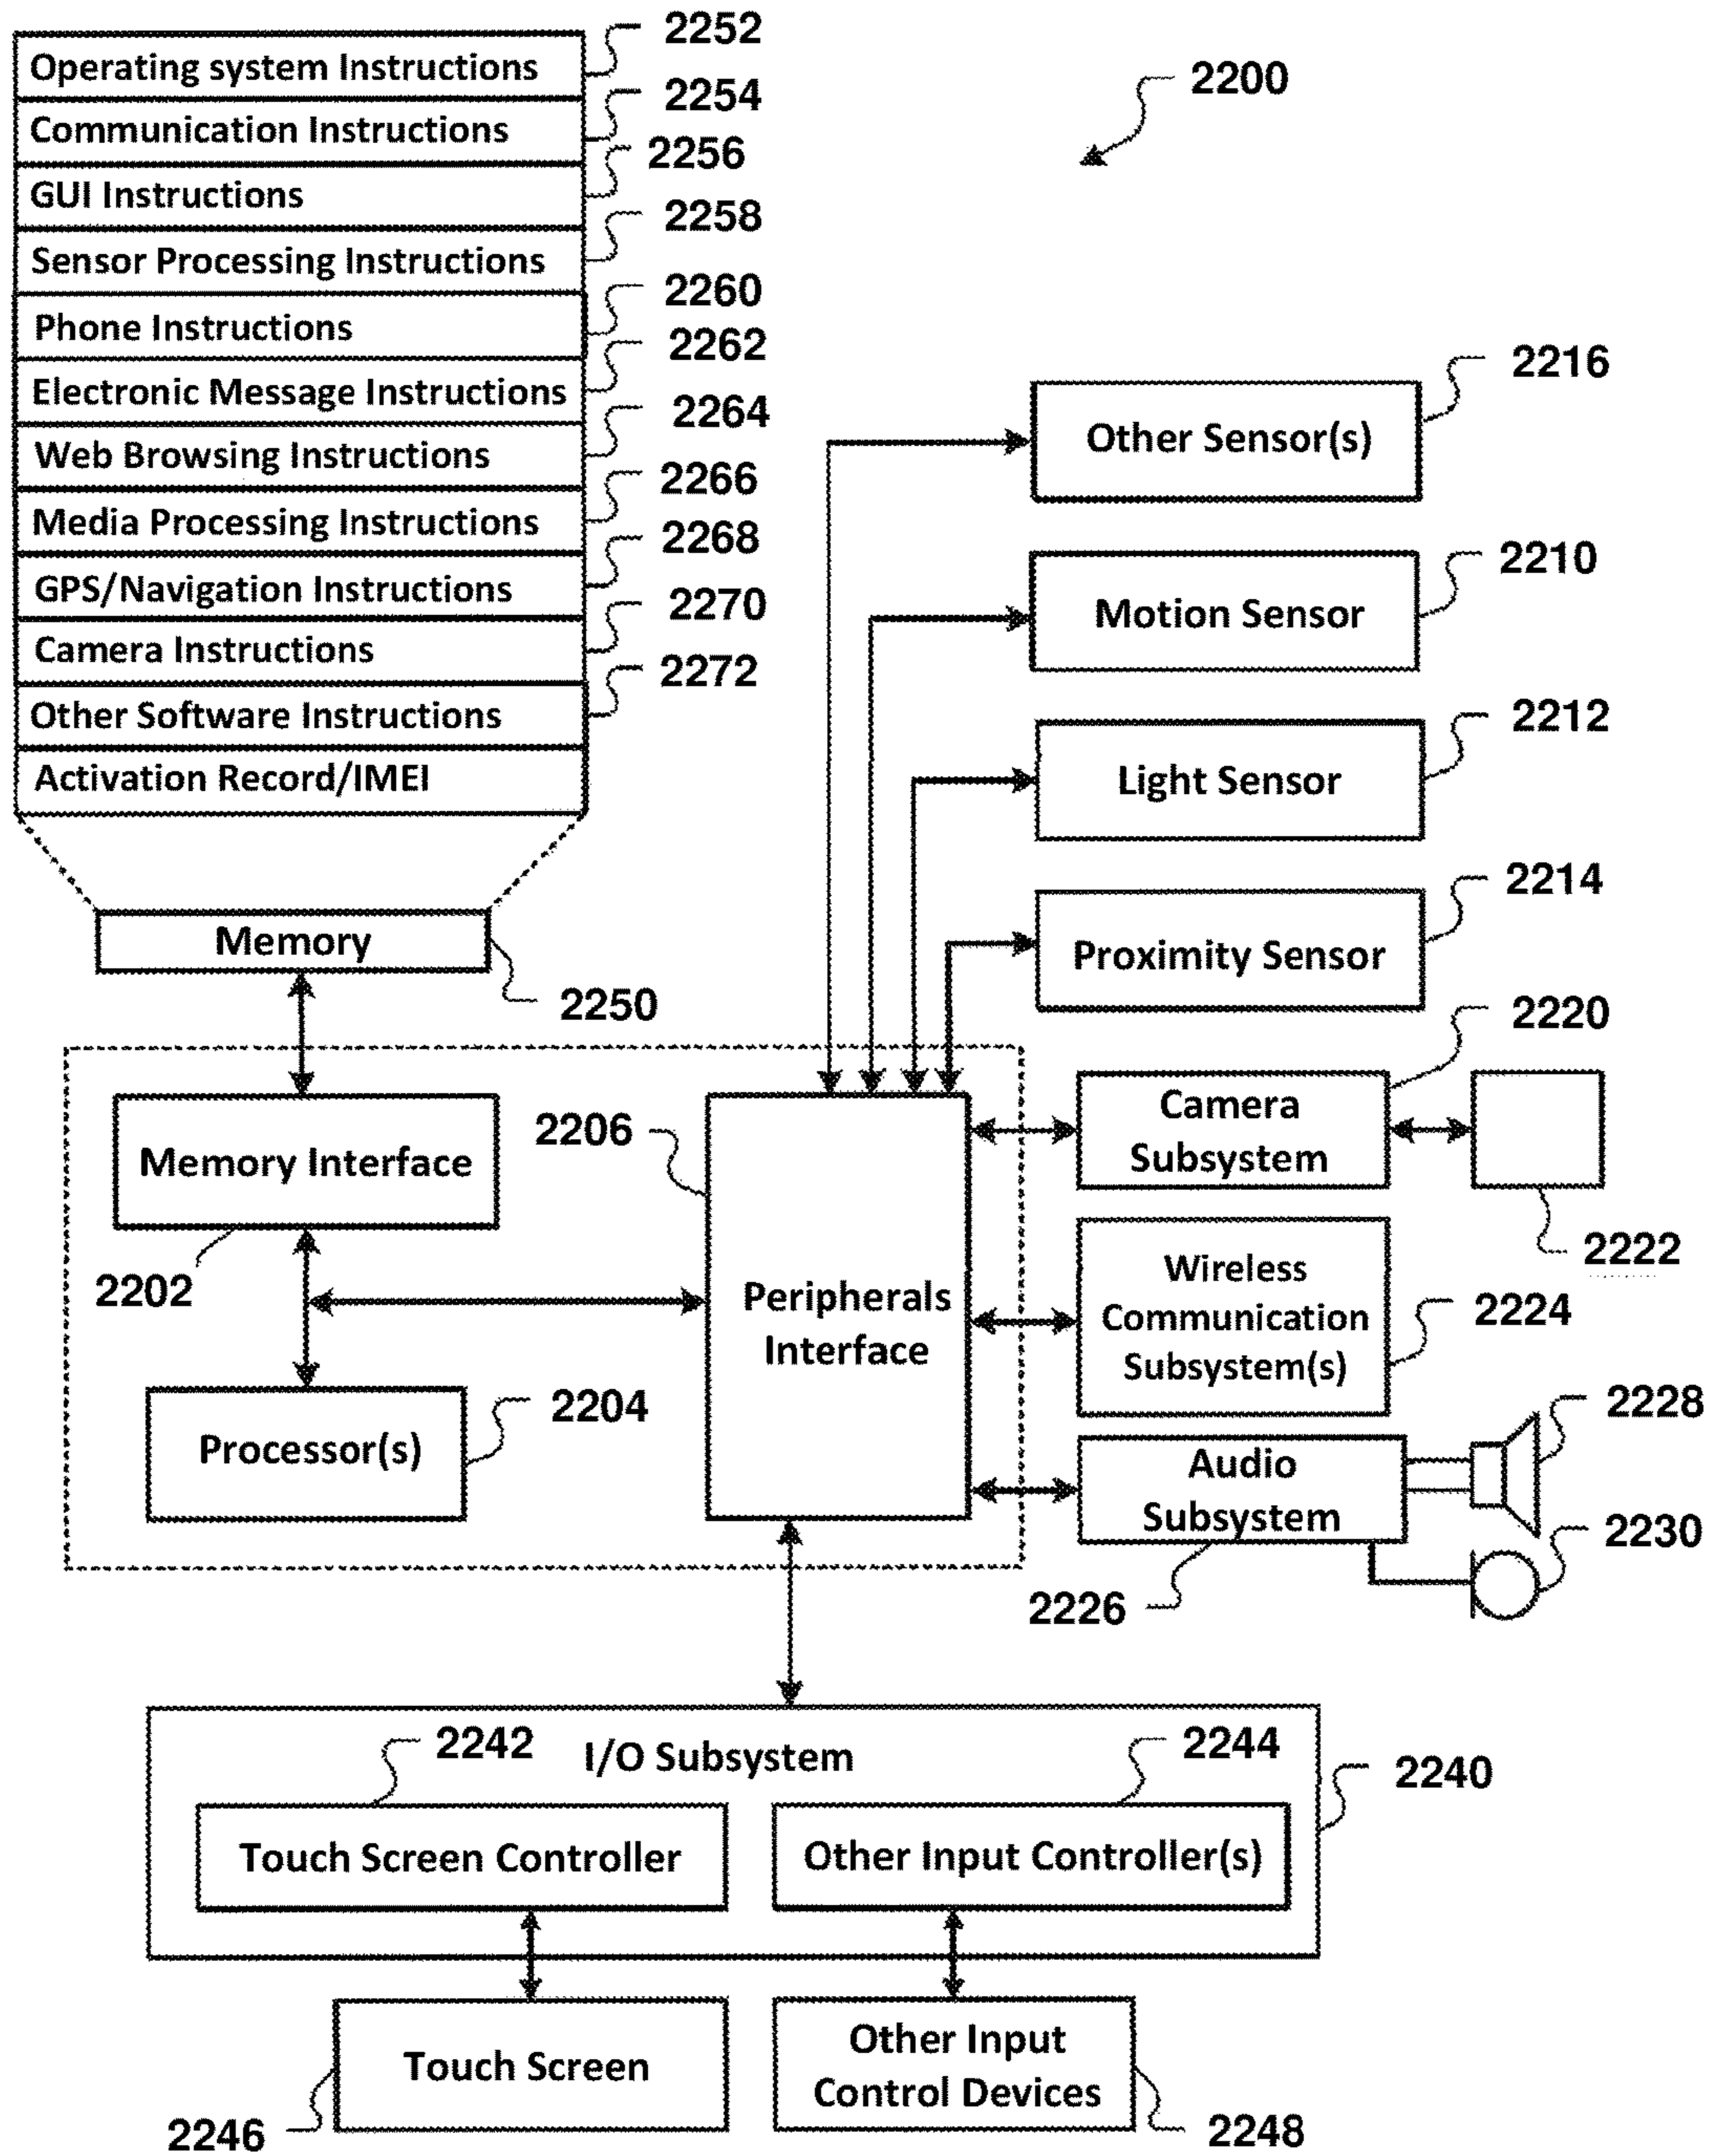 2252
Operating system Instructions
2254
Communication Instructions
2256
GUI Instructions
2258
Sensor Processing Instructions
2260
Phone Instructions
2262
Electronic Message Instructions
2264
Web Browsing Instructions
2266
Media Processing Instructions
2268
GPS/Navigation Instructions
2270
Camera Instructions
2272
Other Software Instructions
Activation Record/IMEI
Memory
2250
2200
2216
Other Sensor(s)
2210
Motion Sensor
2212
Light Sensor
2214
Proximity Sensor
2220
Camera
Subsystem
2222
2206
Memory Interface
2202
Peripherals
Interface
Wireless
Communication
Subsystem(s)
2224
2204
Processor(s)
2228
Audio
Subsystem
2230
2226
2242
I/O Subsystem
2244
2240
Touch Screen Controller
Other Input Controller(s)
Touch Screen
2246
Other Input
Control Devices
2248